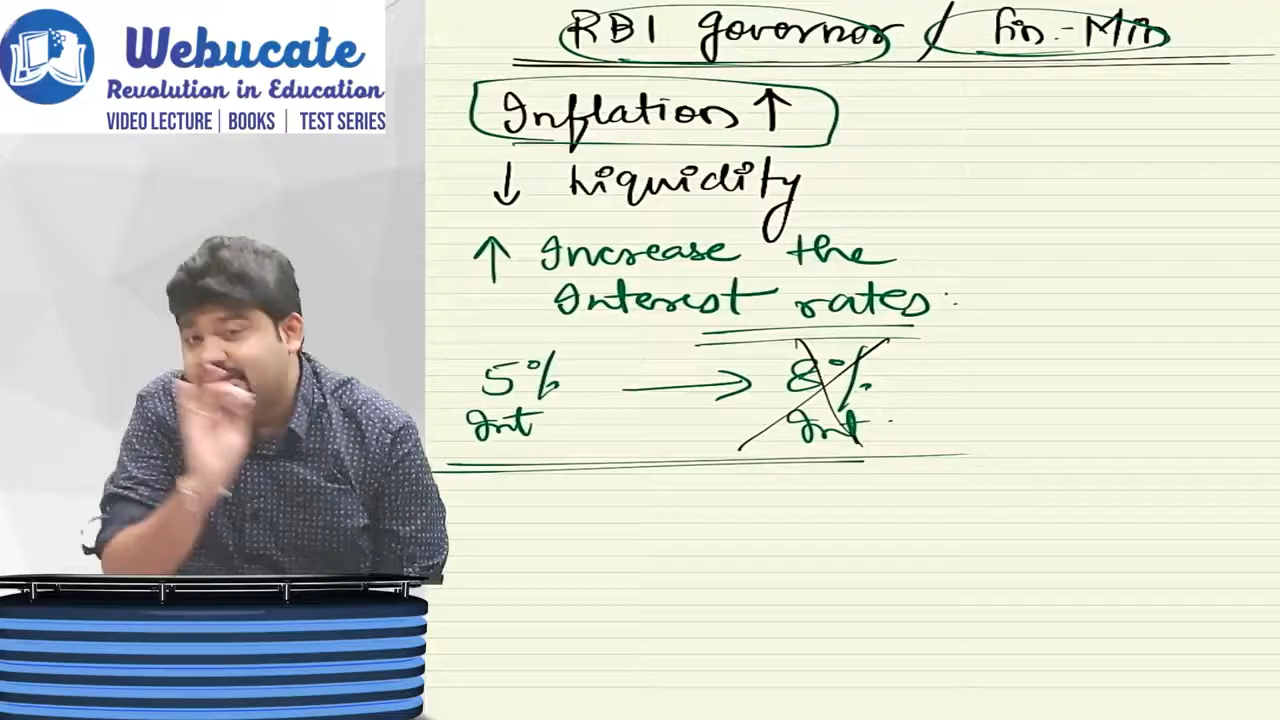 Webucate
Revolution in Education
VIDEO LECTURE | BOOKS | TEST SERIES
RBI governor / fin.-Min
Inflation ↑
↓ Liquidity
↑ Increase the
Interest rates.
5% → 8%
Int Int